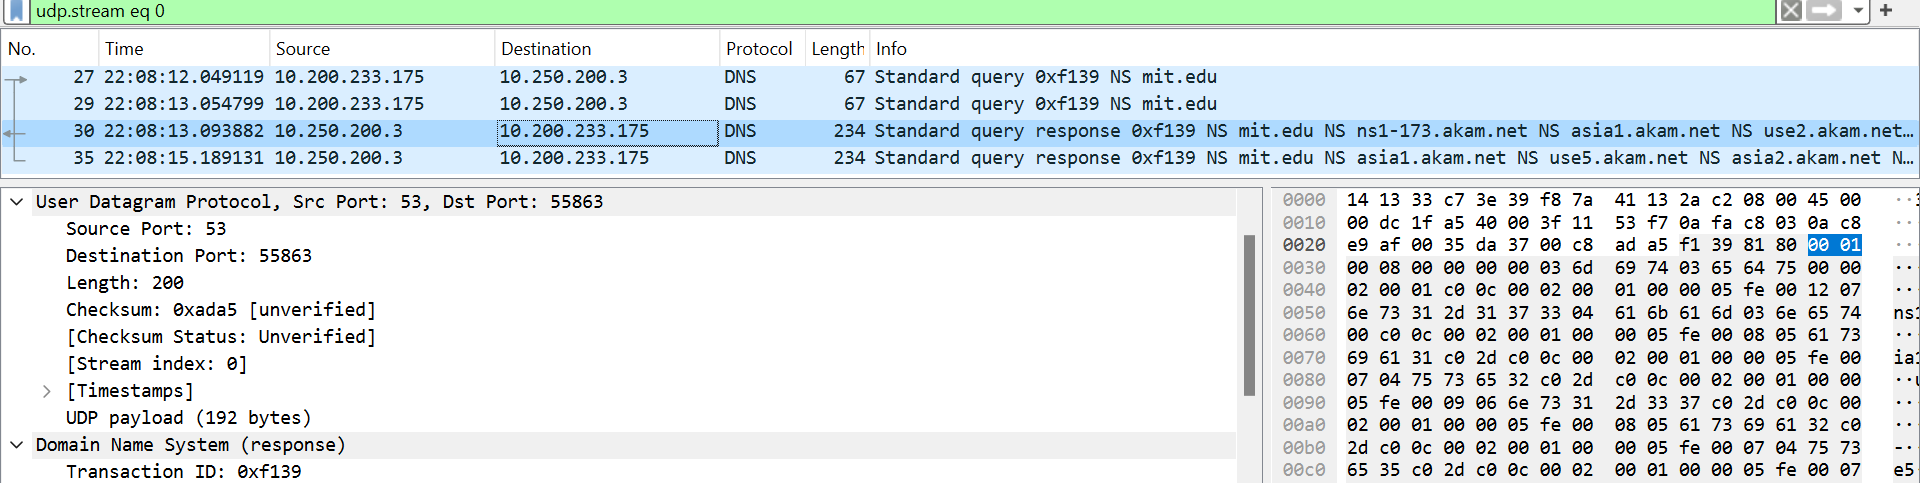 udp.stream eq 0
No. Time Source Destination Protocol Length Info
27 22:08:12.049119 10.200.233.175 10.250.200.3 DNS 67 Standard query 0xf139 NS mit.edu
29 22:08:13.054799 10.200.233.175 10.250.200.3 DNS 67 Standard query 0xf139 NS mit.edu
30 22:08:13.093882 10.250.200.3 10.200.233.175 DNS 234 Standard query response 0xf139 NS mit.edu NS ns1-173.akam.net NS asia1.akam.net NS use2.akam.net…
35 22:08:15.189131 10.250.200.3 10.200.233.175 DNS 234 Standard query response 0xf139 NS mit.edu NS asia1.akam.net NS use5.akam.net NS asia2.akam.net N…
User Datagram Protocol, Src Port: 53, Dst Port: 55863
Source Port: 53
Destination Port: 55863
Length: 200
Checksum: 0xada5 [unverified]
[Checksum Status: Unverified]
[Stream index: 0]
[Timestamps]
UDP payload (192 bytes)
Domain Name System (response)
Transaction ID: 0xf139
0000 14 13 33 c7 3e 39 f8 7a 41 13 2a c2 08 00 45 00
0010 00 dc 1f a5 40 00 3f 11 53 f7 0a fa c8 03 0a c8
0020 e9 af 00 35 da 37 00 c8 ad a5 f1 39 81 80 00 01
0030 00 08 00 00 00 00 03 6d 69 74 03 65 64 75 00 00
0040 02 00 01 c0 0c 00 02 00 01 00 00 05 fe 00 12 07
0050 6e 73 31 2d 31 37 33 04 61 6b 61 6d 03 6e 65 74 ns1
0060 00 c0 0c 00 02 00 01 00 00 05 fe 00 08 05 61 73
0070 69 61 31 c0 2d c0 0c 00 02 00 01 00 00 05 fe 00 ia1
0080 07 04 75 73 65 32 c0 2d c0 0c 00 02 00 01 00 00
0090 05 fe 00 09 06 6e 73 31 2d 33 37 c0 2d c0 0c 00
00a0 02 00 01 00 00 05 fe 00 08 05 61 73 69 61 32 c0
00b0 2d c0 0c 00 02 00 01 00 00 05 fe 00 07 04 75 73
00c0 65 35 c0 2d c0 0c 00 02 00 01 00 00 05 fe 00 07 e5